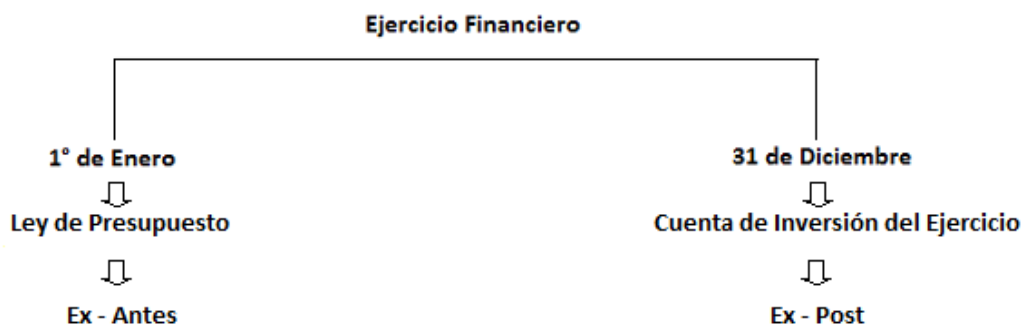 Ejercicio Financiero
1° de Enero
31 de Diciembre
Ley de Presupuesto
Cuenta de Inversión del Ejercicio
Ex - Antes
Ex - Post